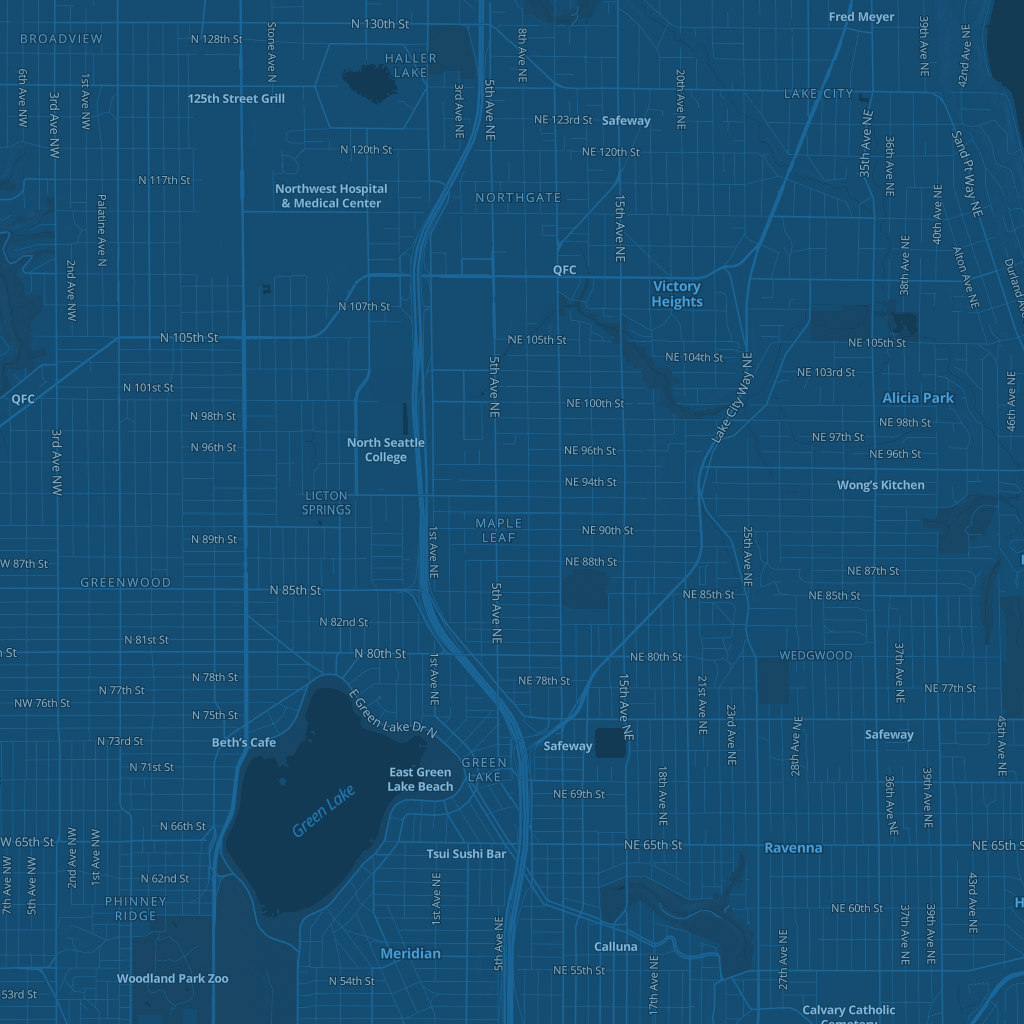 Fred Meyer
N 130th St
BROADVIEW
N 128th St
Stone Ave N
8th Ave NE
39th Ave NE
42nd Ave NE
HALLER
LAKE
6th Ave NW
3rd Ave NW
1st Ave NW
125th Street Grill
3rd Ave NE
5th Ave NE
20th Ave NE
LAKE CITY
NE 123rd St
Safeway
N 120th St
NE 120th St
35th Ave NE
39th Ave NE
Sand Pt Way NE
N 117th St
Northwest Hospital
& Medical Center
NORTHGATE
Palatine Ave N
15th Ave NE
40th Ave NE
2nd Ave NW
QFC
Victory
Heights
38th Ave NE
Alton Ave NE
Durland Ave
N 107th St
N 105th St
NE 105th St
NE 104th St
NE 105th St
5th Ave NE
Lake City Way NE
NE 103rd St
46th Ave NE
N 101st St
QFC
N 98th St
NE 100th St
Alicia Park
NE 98th St
3rd Ave NW
N 96th St
North Seattle
College
NE 96th St
NE 97th St
NE 96th St
NE 94th St
Wong's Kitchen
LICTON
SPRINGS
MAPLE
LEAF
N 89th St
1st Ave NE
NE 90th St
25th Ave NE
W 87th St
NE 88th St
NE 87th St
GREENWOOD
N 85th St
5th Ave NE
NE 85th St
NE 85th St
N 82nd St
N 81st St
h St
N 80th St
1st Ave NE
NE 80th St
WEDGWOOD
37th Ave NE
N 78th St
N 77th St
NE 78th St
NE 77th St
NW 76th St
N 75th St
E Green Lake Dr N
15th Ave NE
21st Ave NE
23rd Ave NE
28th Ave NE
45th Ave NE
N 73rd St
Beth's Cafe
Safeway
Safeway
N 71st St
East Green
Lake Beach
GREEN
LAKE
Green Lake
NE 69th St
18th Ave NE
36th Ave NE
36th Ave NE
N 66th St
W 65th St
NE 65th St
Ravenna
NE 65th S
7th Ave NW
5th Ave NW
2nd Ave NW
1st Ave NW
Tsui Sushi Bar
N 62nd St
1st Ave NE
PHINNEY
RIDGE
NE 60th St
37th Ave NE
39th Ave NE
43rd Ave NE
H
Meridian
5th Ave NE
Calluna
27th Ave NE
Woodland Park Zoo
N 54th St
NE 55th St
17th Ave NE
53rd St
Calvary Catholic
Cemetery